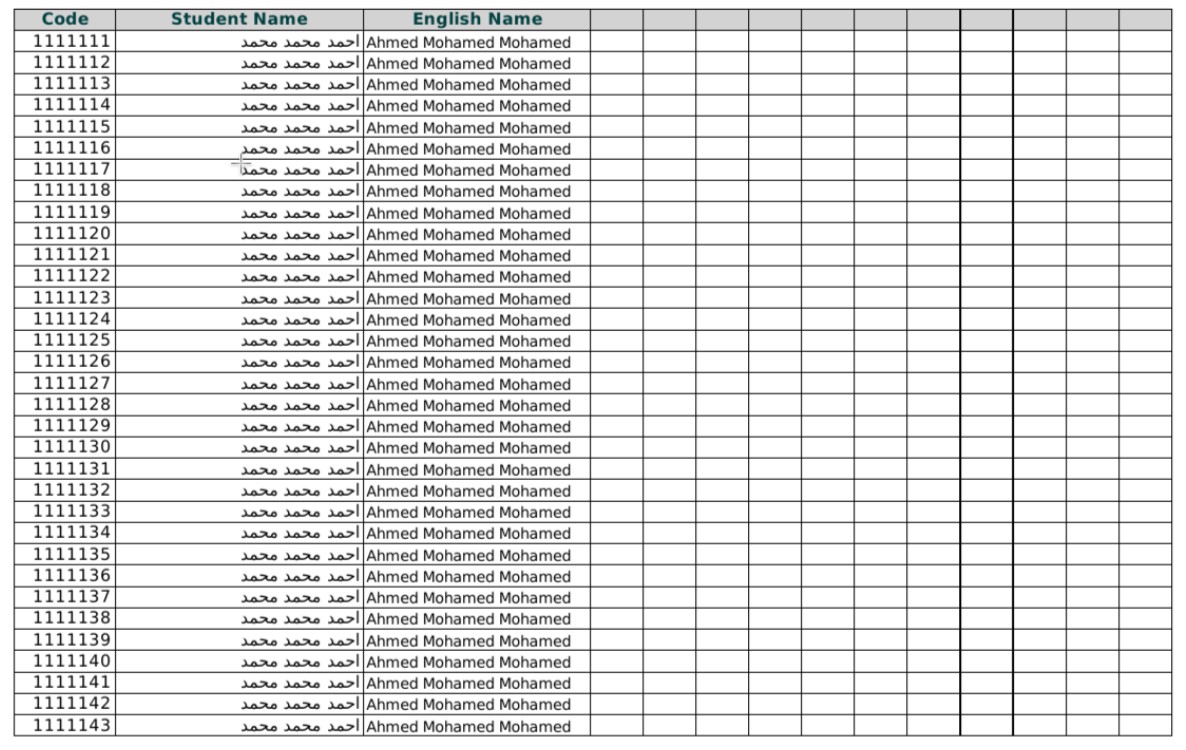 Code Student Name English Name
1111111 احمد محمد محمد Ahmed Mohamed Mohamed
1111112 احمد محمد محمد Ahmed Mohamed Mohamed
1111113 احمد محمد محمد Ahmed Mohamed Mohamed
1111114 احمد محمد محمد Ahmed Mohamed Mohamed
1111115 احمد محمد محمد Ahmed Mohamed Mohamed
1111116 احمد محمد محمد Ahmed Mohamed Mohamed
1111117 احمد محمد محمد Ahmed Mohamed Mohamed
1111118 احمد محمد محمد Ahmed Mohamed Mohamed
1111119 احمد محمد محمد Ahmed Mohamed Mohamed
1111120 احمد محمد محمد Ahmed Mohamed Mohamed
1111121 احمد محمد محمد Ahmed Mohamed Mohamed
1111122 احمد محمد محمد Ahmed Mohamed Mohamed
1111123 احمد محمد محمد Ahmed Mohamed Mohamed
1111124 احمد محمد محمد Ahmed Mohamed Mohamed
1111125 احمد محمد محمد Ahmed Mohamed Mohamed
1111126 احمد محمد محمد Ahmed Mohamed Mohamed
1111127 احمد محمد محمد Ahmed Mohamed Mohamed
1111128 احمد محمد محمد Ahmed Mohamed Mohamed
1111129 احمد محمد محمد Ahmed Mohamed Mohamed
1111130 احمد محمد محمد Ahmed Mohamed Mohamed
1111131 احمد محمد محمد Ahmed Mohamed Mohamed
1111132 احمد محمد محمد Ahmed Mohamed Mohamed
1111133 احمد محمد محمد Ahmed Mohamed Mohamed
1111134 احمد محمد محمد Ahmed Mohamed Mohamed
1111135 احمد محمد محمد Ahmed Mohamed Mohamed
1111136 احمد محمد محمد Ahmed Mohamed Mohamed
1111137 احمد محمد محمد Ahmed Mohamed Mohamed
1111138 احمد محمد محمد Ahmed Mohamed Mohamed
1111139 احمد محمد محمد Ahmed Mohamed Mohamed
1111140 احمد محمد محمد Ahmed Mohamed Mohamed
1111141 احمد محمد محمد Ahmed Mohamed Mohamed
1111142 احمد محمد محمد Ahmed Mohamed Mohamed
1111143 احمد محمد محمد Ahmed Mohamed Mohamed